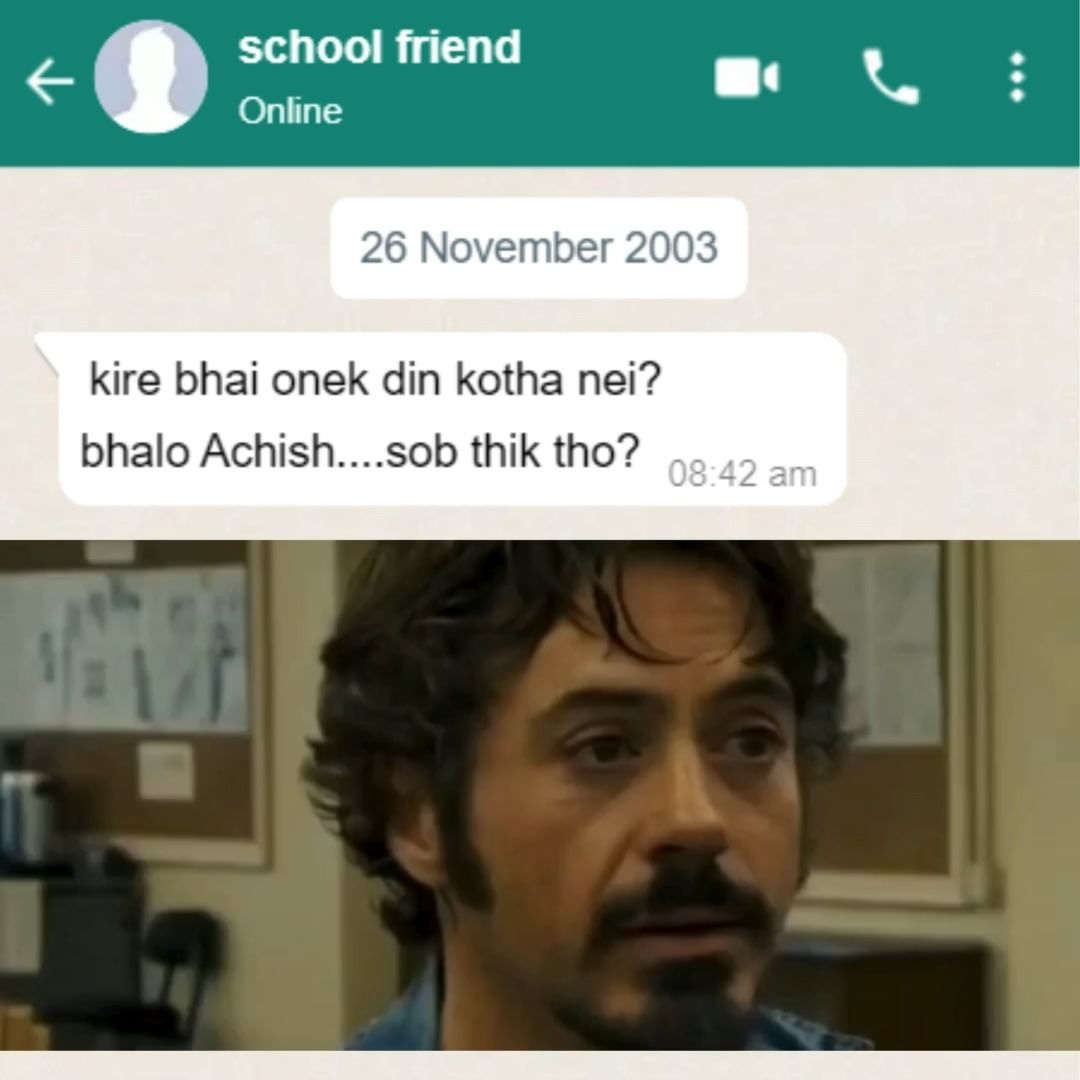 school friend
Online
26 November 2003
kire bhai onek din kotha nei?
bhalo Achish....sob thik tho?
08:42 am